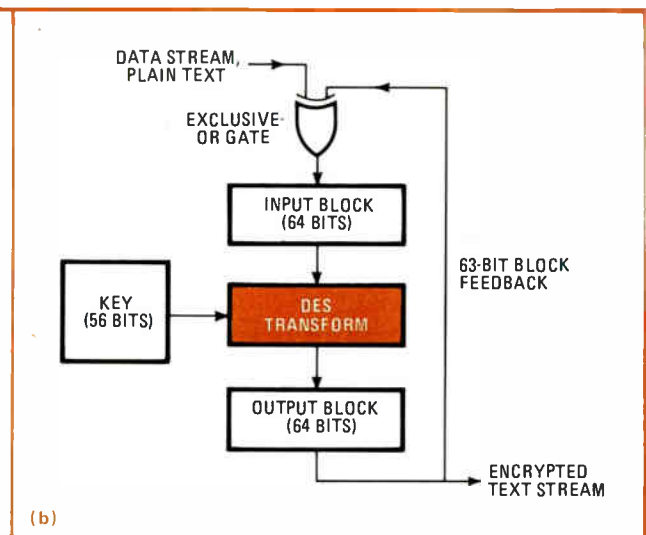 DATA STREAM,
PLAIN TEXT
EXCLUSIVE-
OR GATE
INPUT BLOCK
(64 BITS)
63-BIT BLOCK
FEEDBACK
KEY
(56 BITS)
DES
TRANSFORM
OUTPUT BLOCK
(64 BITS)
ENCRYPTED
TEXT STREAM
(b)